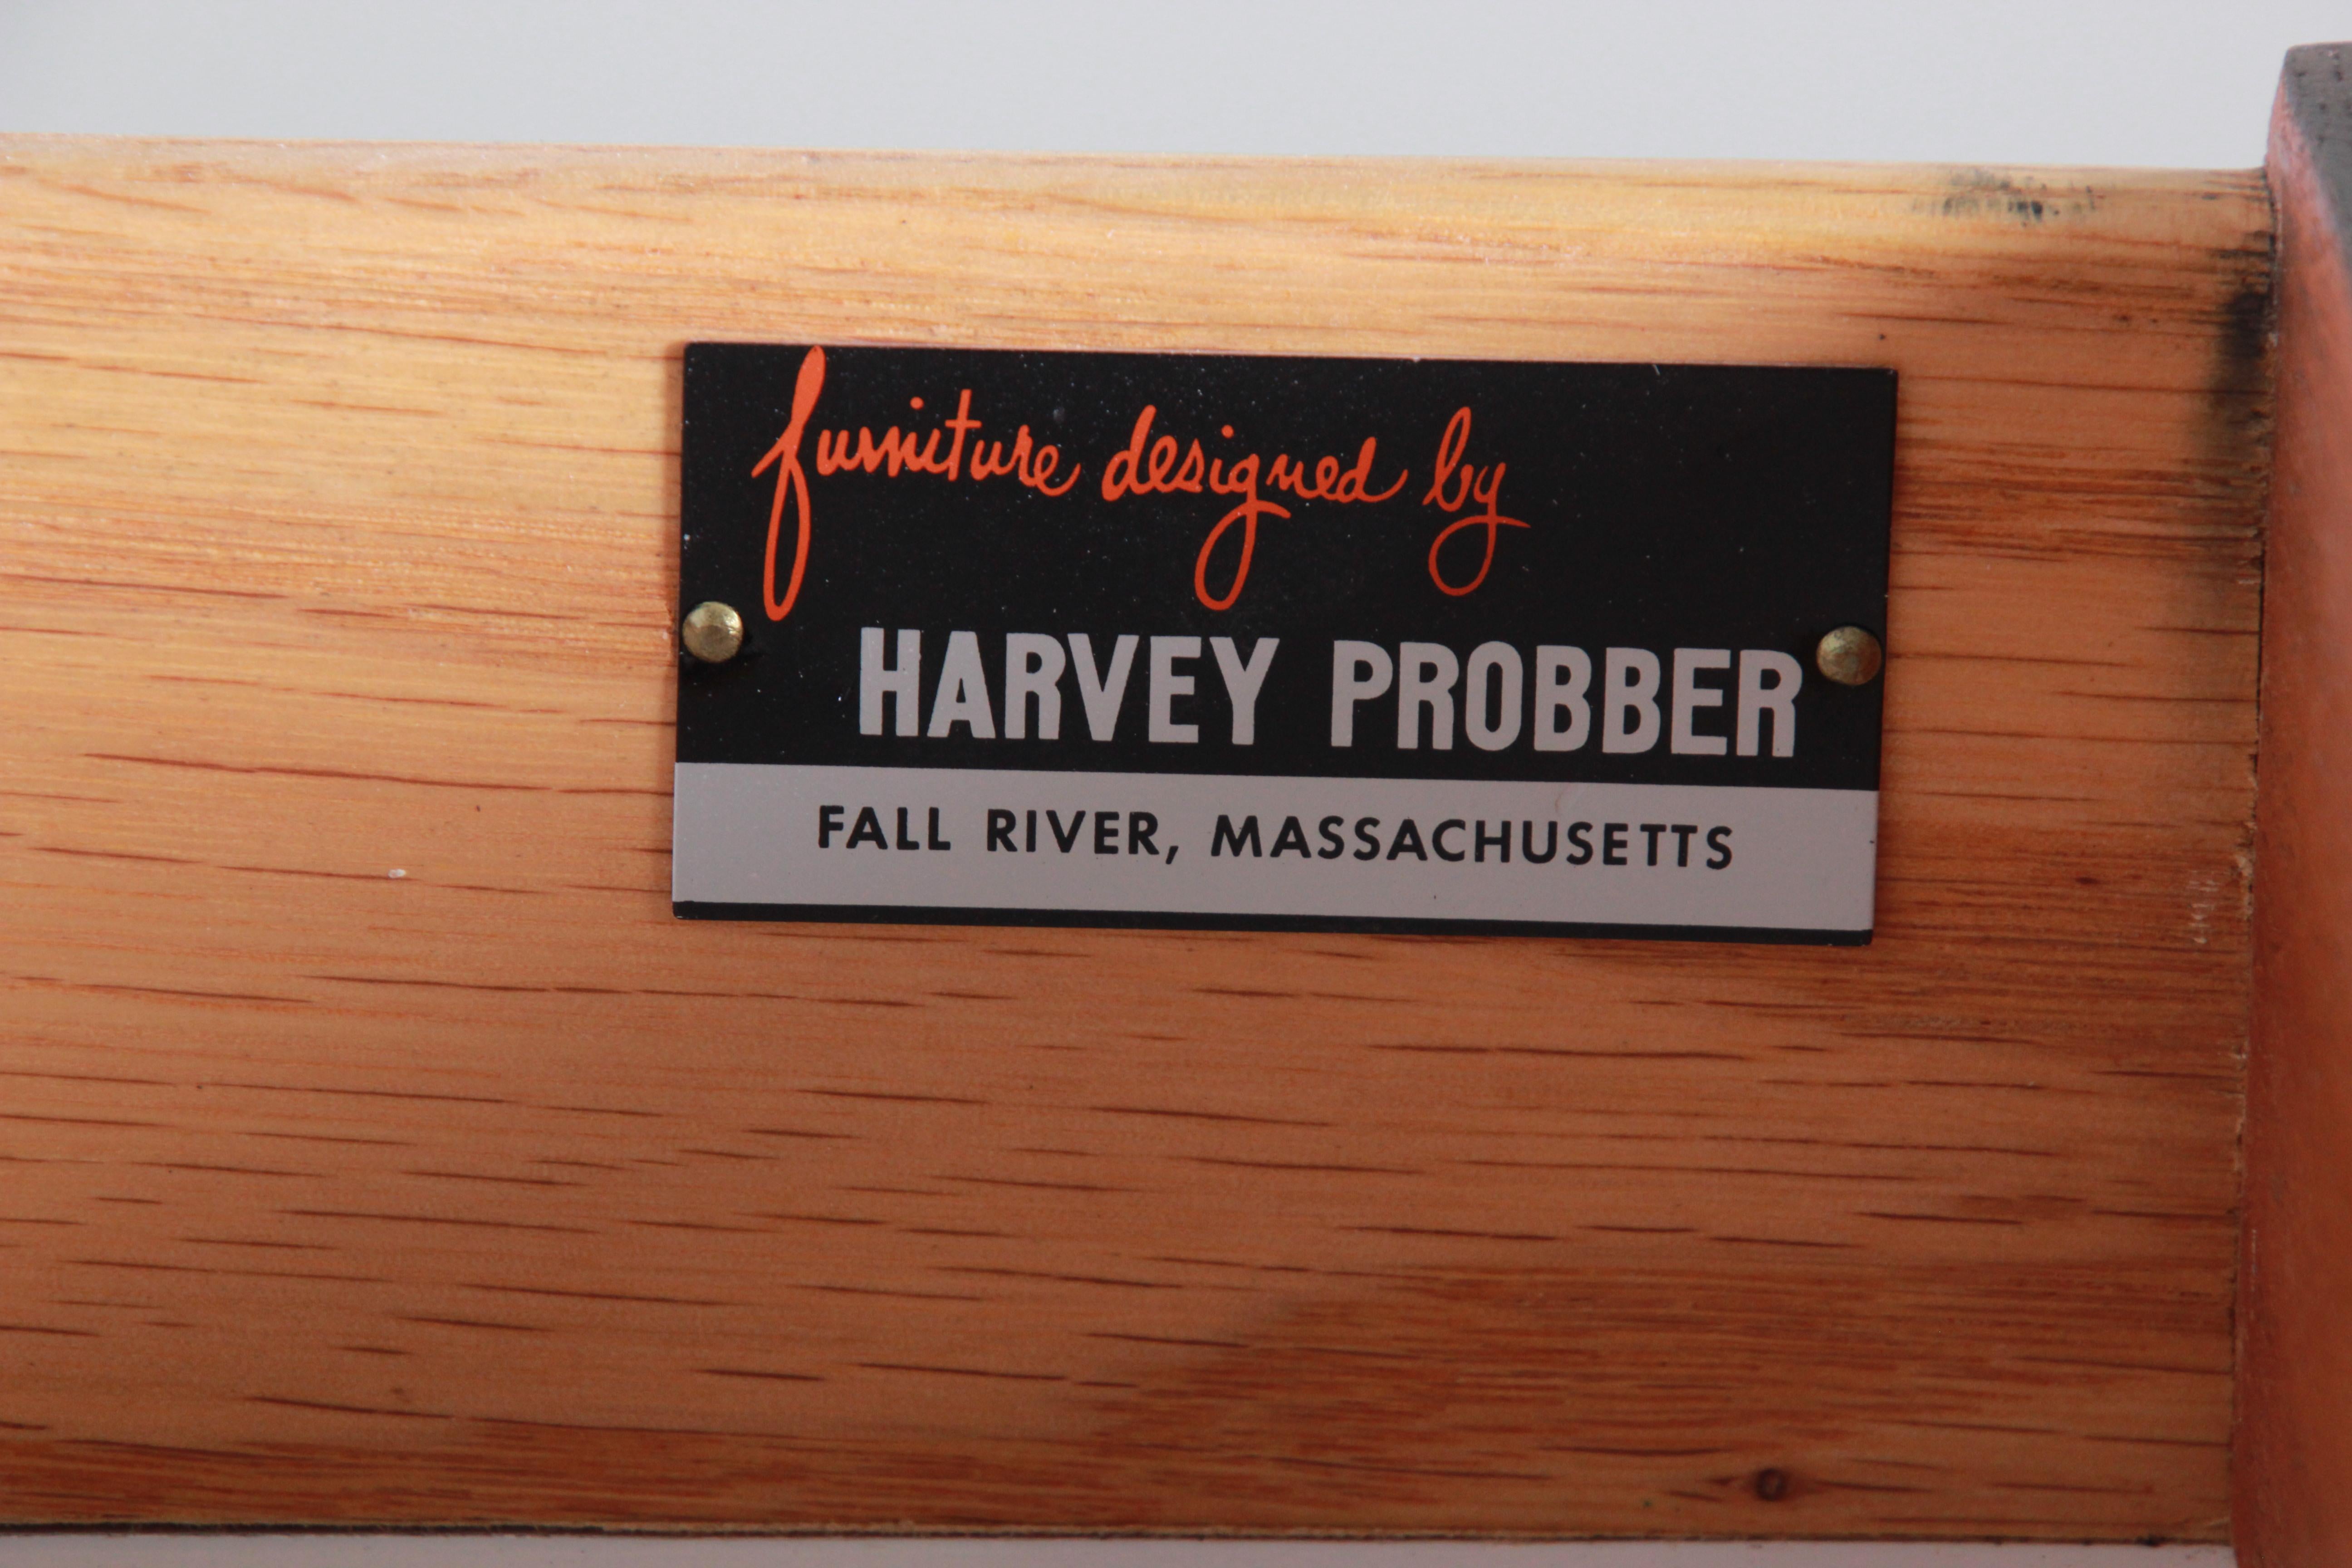 furniture designed by
HARVEY PROBBER
FALL RIVER, MASSACHUSETTS